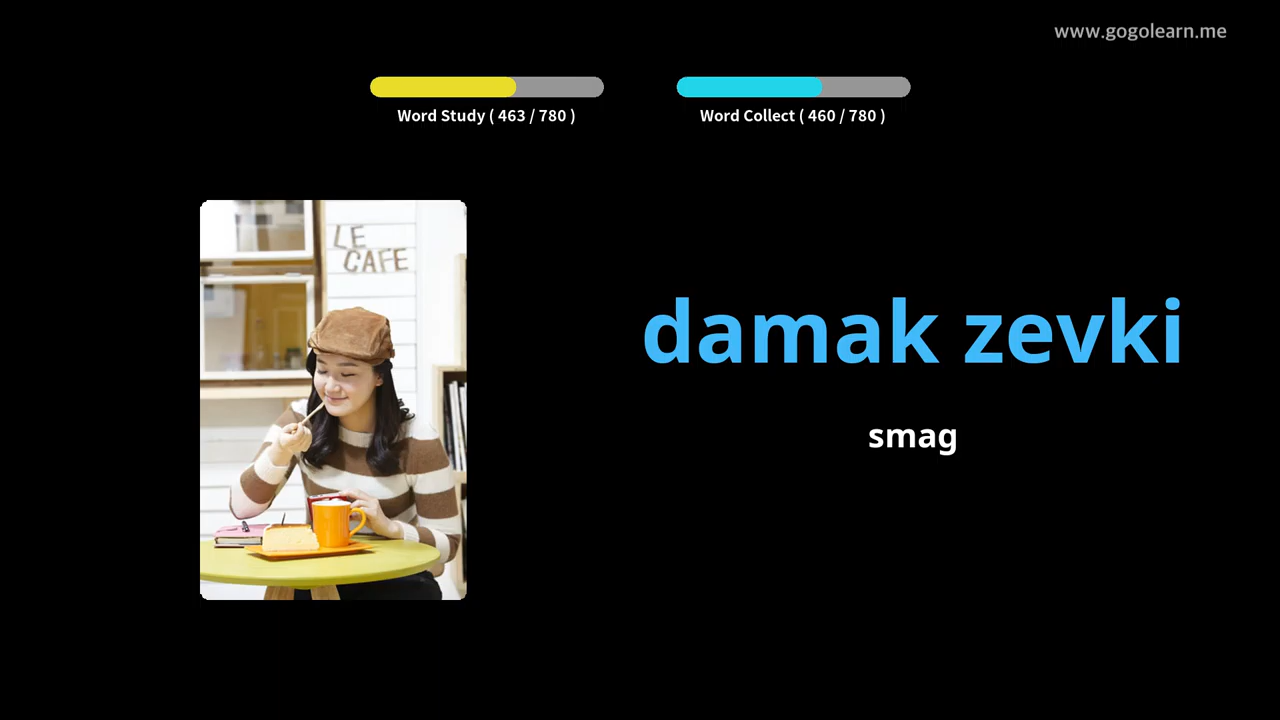 www.gogolearn.me
Word Study ( 463 / 780 )
Word Collect ( 460 / 780 )
LE
CAFE
damak zevki
smag